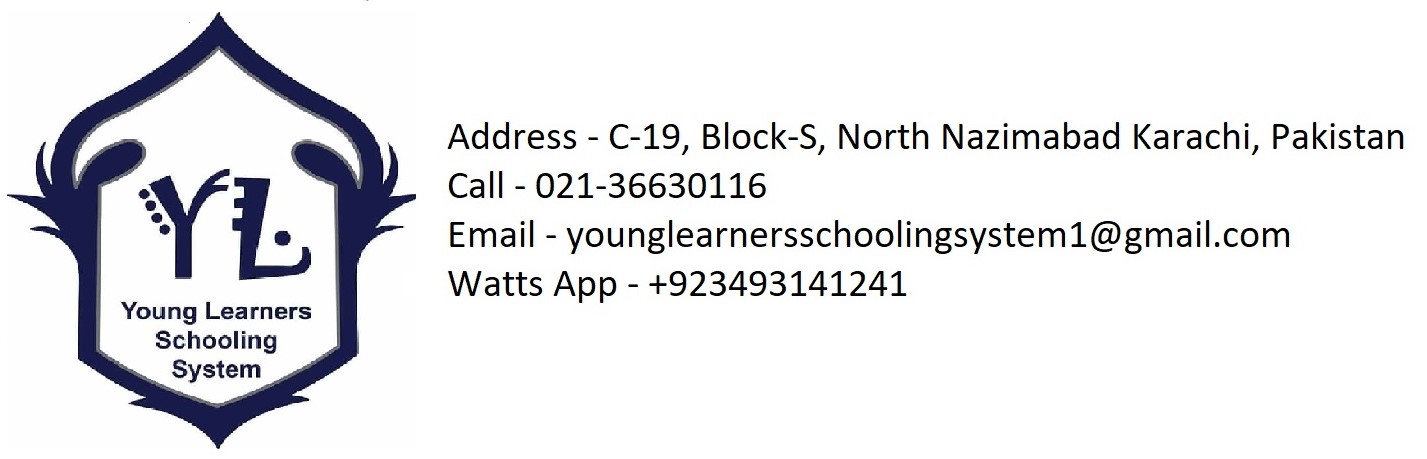 YL
Young Learners
Schooling
System
Address - C-19, Block-S, North Nazimabad Karachi, Pakistan
Call - 021-36630116
Email - younglearnersschoolingsystem1@gmail.com
Watts App - +923493141241